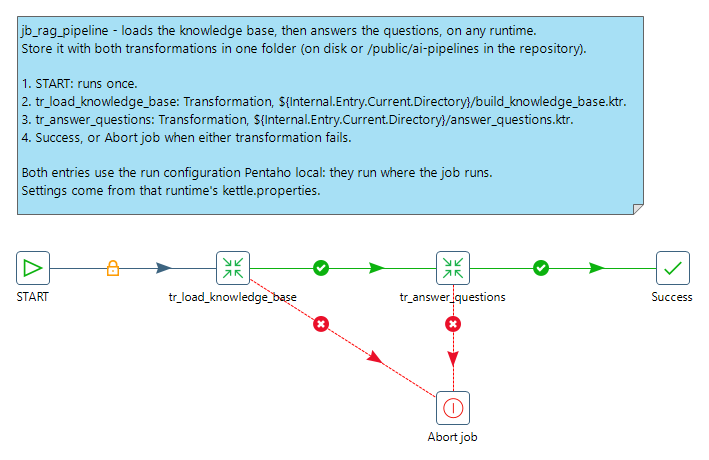 jb_rag_pipeline - loads the knowledge base, then answers the questions, on any runtime.
Store it with both transformations in one folder (on disk or /public/ai-pipelines in the repository).
1. START: runs once.
2. tr_load_knowledge_base: Transformation, ${Internal.Entry.Current.Directory}/build_knowledge_base.ktr.
3. tr_answer_questions: Transformation, ${Internal.Entry.Current.Directory}/answer_questions.ktr.
4. Success, or Abort job when either transformation fails.
Both entries use the run configuration Pentaho local: they run where the job runs.
Settings come from that runtime's kettle.properties.
START
tr_load_knowledge_base
tr_answer_questions
Success
Abort job